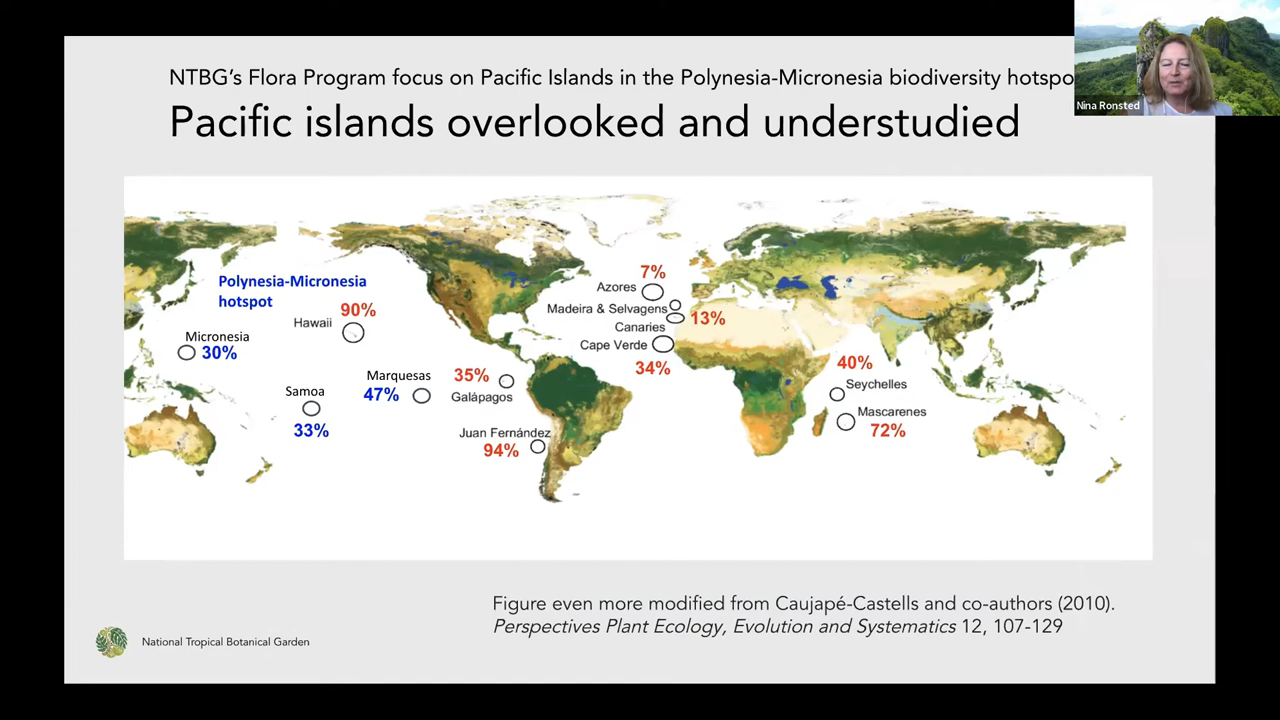 NTBG's Flora Program focus on Pacific Islands in the Polynesia-Micronesia biodiversity hotspo
Pacific islands overlooked and understudied
Nina Ronsted
Polynesia-Micronesia
hotspot
Hawaii
90%
Micronesia
30%
Samoa
33%
Marquesas
47%
35%
Galápagos
Juan Fernández
94%
7%
Azores
Madeira & Selvagens
Canaries
13%
Cape Verde
34%
40%
Seychelles
Mascarenes
72%
Figure even more modified from Caujapé-Castells and co-authors (2010).
Perspectives Plant Ecology, Evolution and Systematics 12, 107-129
National Tropical Botanical Garden